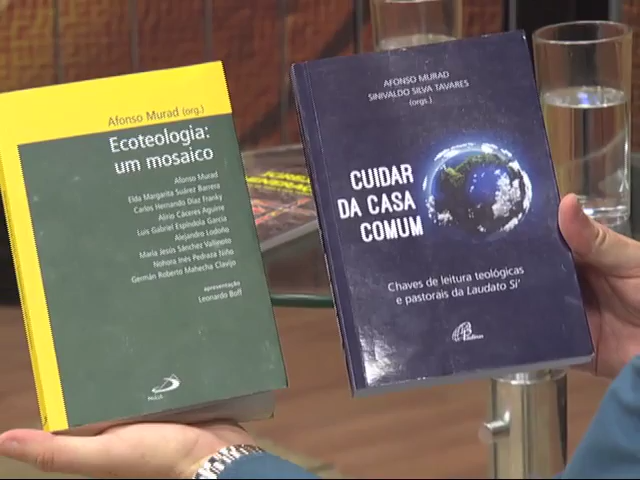 Afonso Murad (org.)
Ecoteologia:
um mosaico
Afonso Murad
Elda Margarita Suárez Barrera
Carlos Hernando Díaz Franky
Alirio Cáceres Aguirre
Luis Gabriel Espíndola García
Alejandro Lodoño
María Jesús Sánchez Vallinoto
Nohora Inés Pedraza Niño
Germán Roberto Mahecha Clavijo
apresentação
Leonardo Boff
PAULUS
AFONSO MURAD
SINIVALDO SILVA TAVARES
(orgs.)
CUIDAR
DA CASA
COMUM
Chaves de leitura teológicas
e pastorais da Laudato Si'
Paulinas